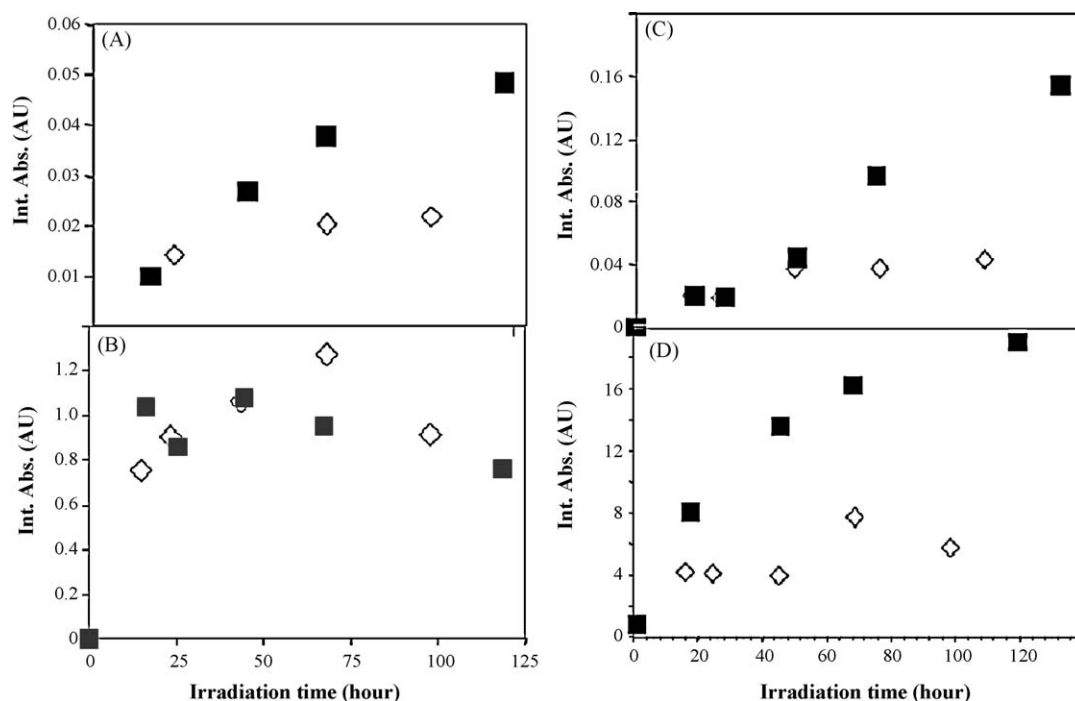 (A)
0.06
0.05
0.04
0.03
0.02
0.01
Int. Abs. (AU)
(B)
1.2
1.0
0.8
0.6
0.4
0.2
0
Int. Abs. (AU)
0 25 50 75 100 125
Irradiation time (hour)
(C)
0.16
0.12
0.08
0.04
0
Int. Abs. (AU)
(D)
16
12
8
4
0
Int. Abs. (AU)
0 20 40 60 80 100 120
Irradiation time (hour)